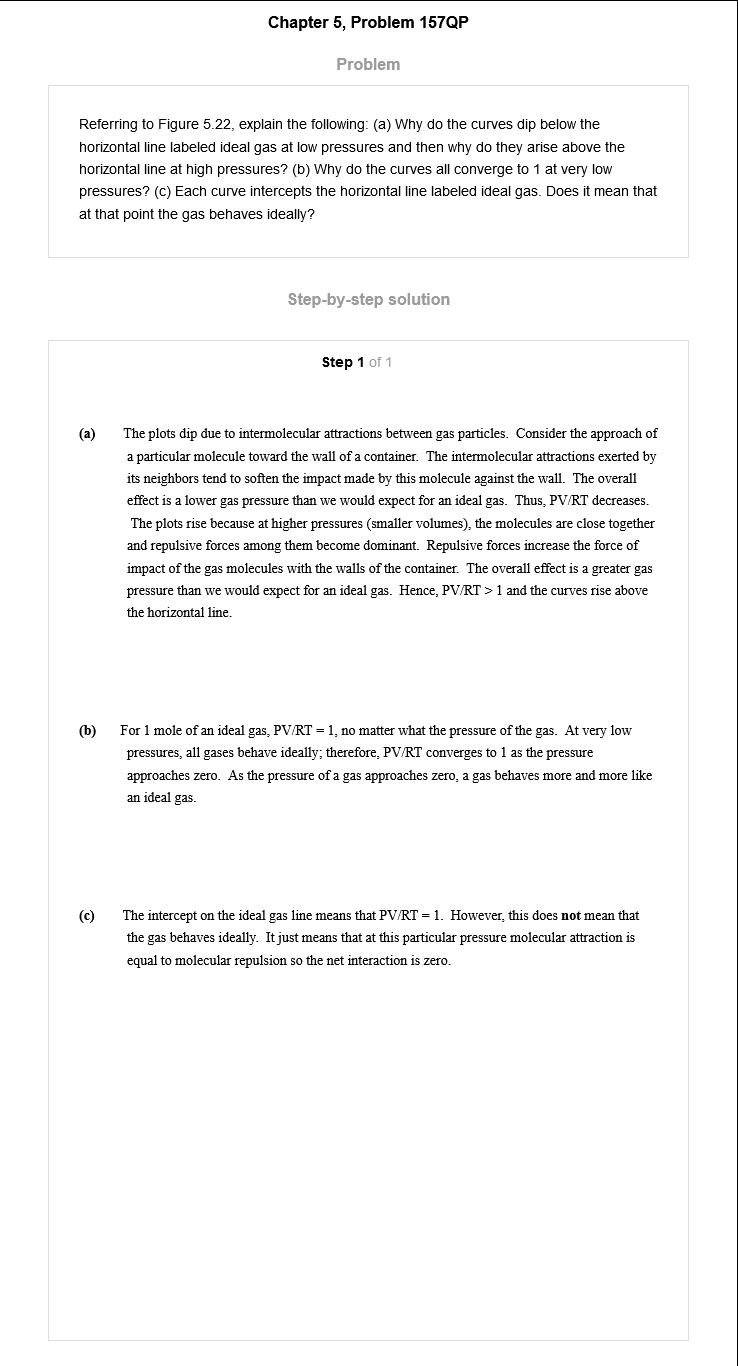 Chapter 5, Problem 157QP
Problem
Referring to Figure 5.22, explain the following: (a) Why do the curves dip below the
horizontal line labeled ideal gas at low pressures and then why do they arise above the
horizontal line at high pressures? (b) Why do the curves all converge to 1 at very low
pressures? (c) Each curve intercepts the horizontal line labeled ideal gas. Does it mean that
at that point the gas behaves ideally?
Step-by-step solution
Step 1 of 1
(a) The plots dip due to intermolecular attractions between gas particles. Consider the approach of
a particular molecule toward the wall of a container. The intermolecular attractions exerted by
its neighbors tend to soften the impact made by this molecule against the wall. The overall
effect is a lower gas pressure than we would expect for an ideal gas. Thus, PV/RT decreases.
The plots rise because at higher pressures (smaller volumes), the molecules are close together
and repulsive forces among them become dominant. Repulsive forces increase the force of
impact of the gas molecules with the walls of the container. The overall effect is a greater gas
pressure than we would expect for an ideal gas. Hence, PV/RT > 1 and the curves rise above
the horizontal line.
(b) For 1 mole of an ideal gas, PV/RT = 1, no matter what the pressure of the gas. At very low
pressures, all gases behave ideally; therefore, PV/RT converges to 1 as the pressure
approaches zero. As the pressure of a gas approaches zero, a gas behaves more and more like
an ideal gas.
(c) The intercept on the ideal gas line means that PV/RT = 1. However, this does not mean that
the gas behaves ideally. It just means that at this particular pressure molecular attraction is
equal to molecular repulsion so the net interaction is zero.